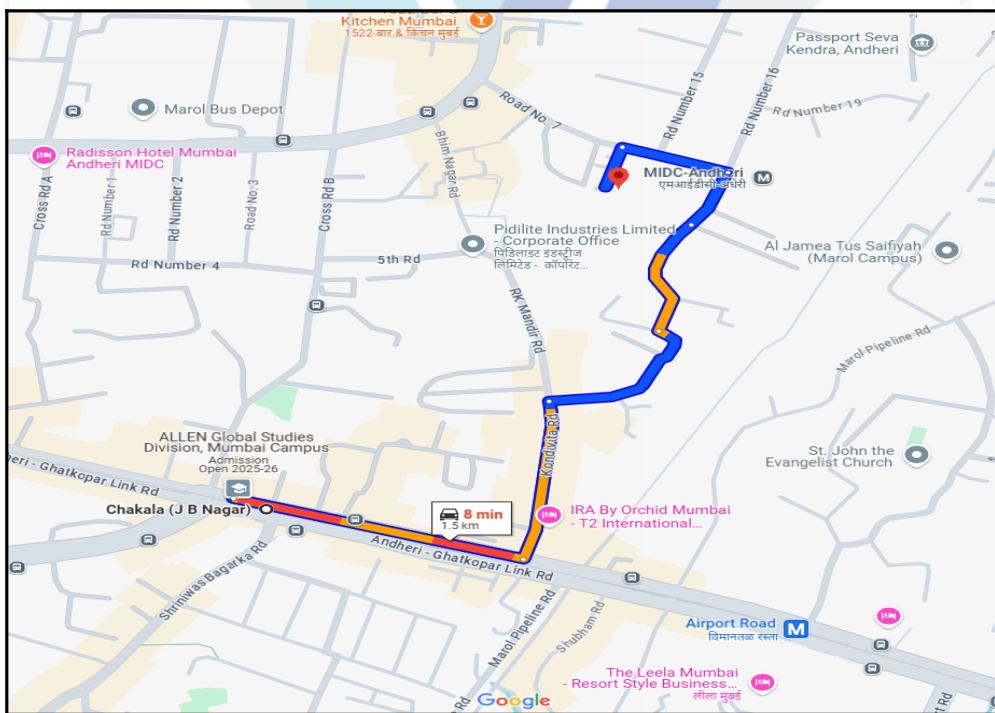 Kitchen Mumbai
1522 बार & किचन मुंबई
Passport Seva
Kendra, Andheri
Marol Bus Depot
Road No. 7
Rd Number 15
Rd Number 16
Rd Number 19
Radisson Hotel Mumbai
Andheri MIDC
Bhim Nagar Rd
MIDC-Andheri
एमआईडीसी-अंधेरी
M
Cross Rd A
Rd Number 1
Rd Number 2
Road No: 3
Cross Rd B
Pidilite Industries Limited
- Corporate Office
पिडिलाइट इंडस्ट्रीज
लिमिटेड - कॉर्पोरेट...
Al Jamea Tus Saifiyah
(Marol Campus)
Rd Number 4
5th Rd
RK Mandir Rd
Marol Pipeline Rd
Kondivita Rd
ALLEN Global Studies
Division, Mumbai Campus
Admission
Open 2025-26
St. John the
Evangelist Church
heri - Ghatkopar Link Rd
Chakala (J B Nagar)
8 min
1.5 km
IRA By Orchid Mumbai
- T2 International...
Andheri - Ghatkopar Link Rd
Shriniwas Bagarka Rd
Marol Pipeline Rd
Shubham Rd
Airport Road
विमानतळ रस्ता
M
The Leela Mumbai
- Resort Style Business...
लीला मुंबई
Google